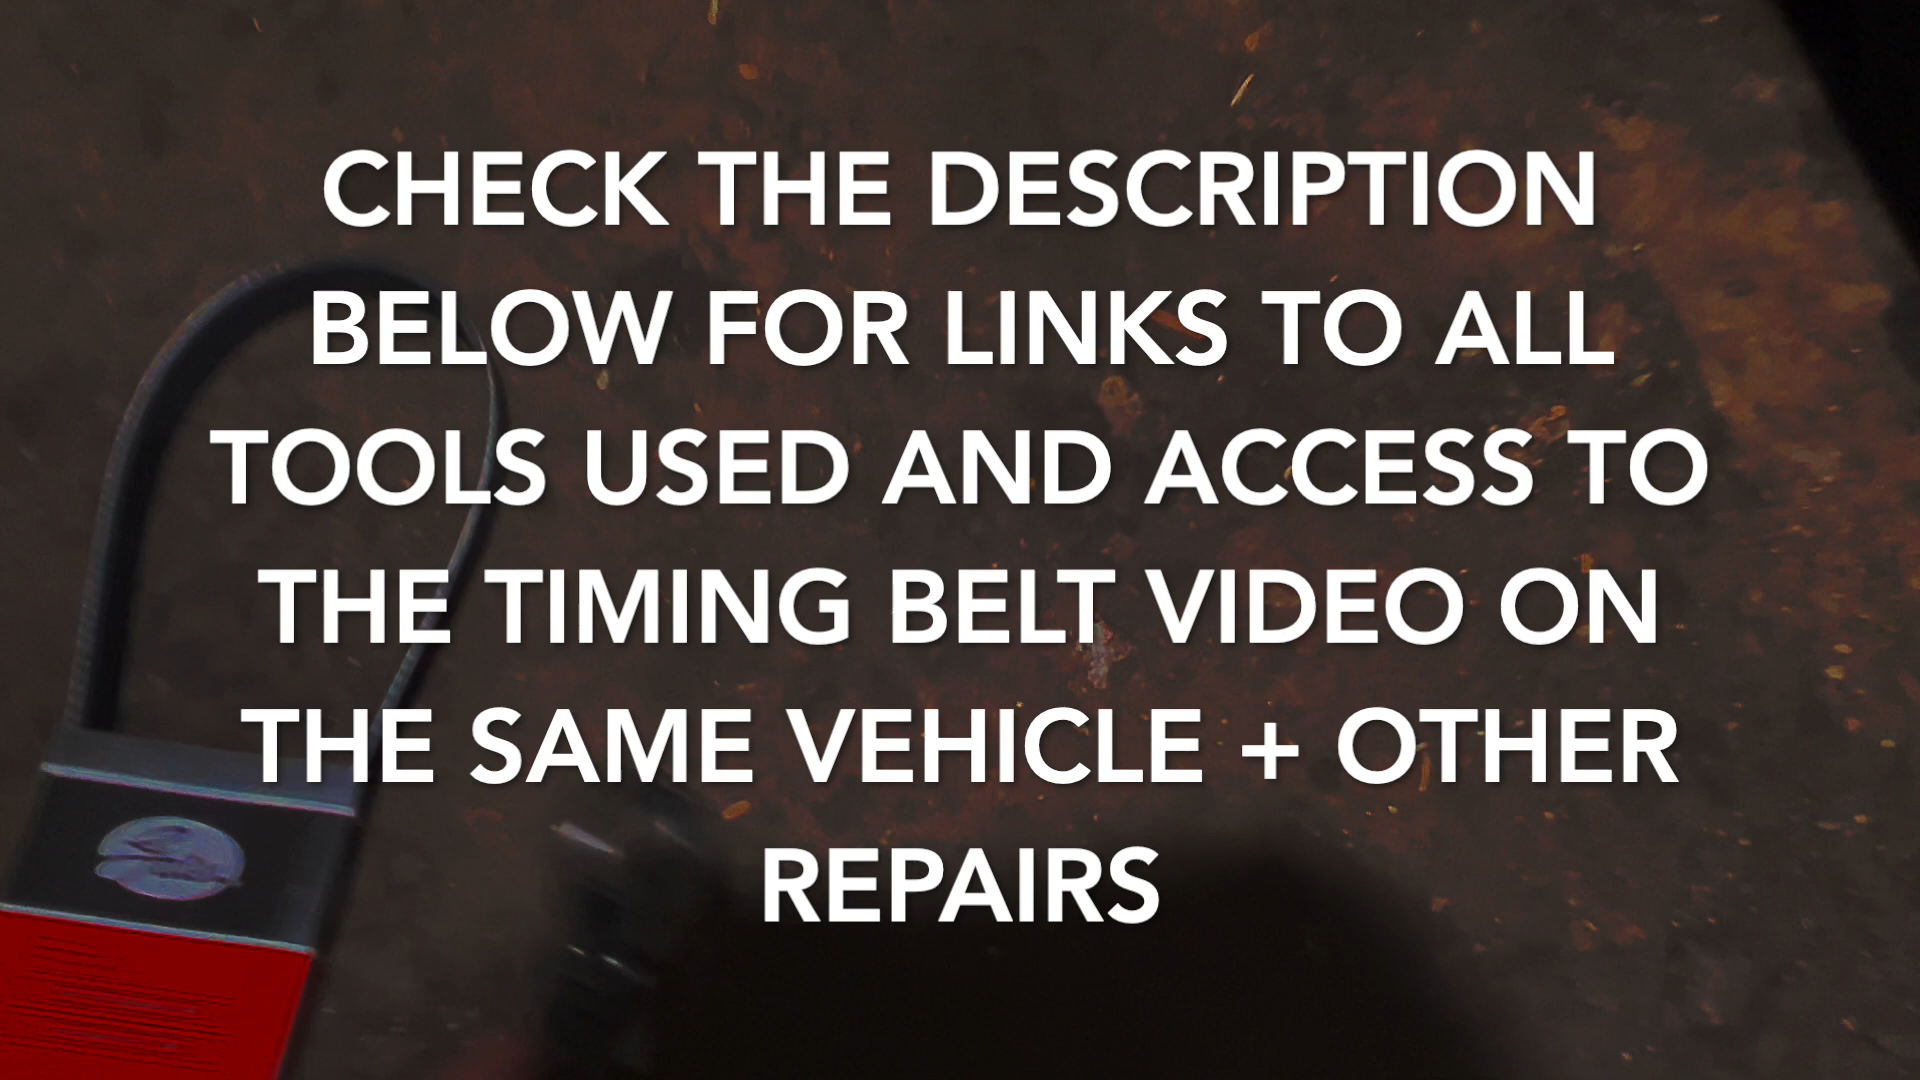 CHECK THE DESCRIPTION
BELOW FOR LINKS TO ALL
TOOLS USED AND ACCESS TO
THE TIMING BELT VIDEO ON
THE SAME VEHICLE + OTHER
REPAIRS